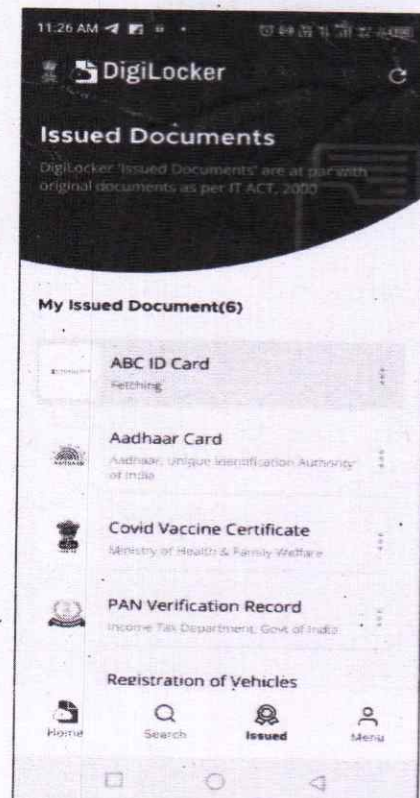 11:26 AM
DigiLocker
Issued Documents
DigiLocker 'Issued Documents' are at par with
original documents as per IT ACT, 2000
My Issued Document(6)
ABC ID Card
Fetching
Aadhaar Card
Aadhaar, Unique Identification Authority
of India
Covid Vaccine Certificate
Ministry of Health & Family Welfare
PAN Verification Record
Income Tax Department, Govt of India
Registration of Vehicles
Home
Search
Issued
Menu